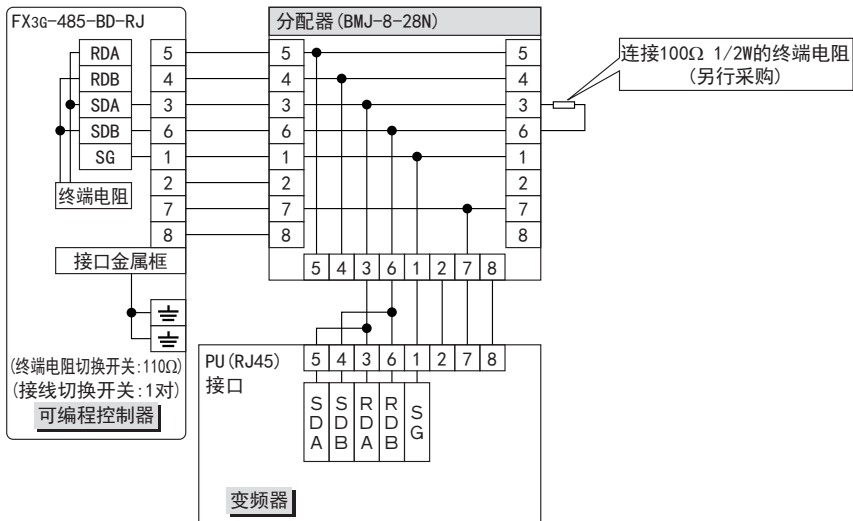 FX3G-485-BD-RJ
RDA 5
RDB 4
SDA 3
SDB 6
SG 1
2
终端电阻
7
8
接口金属框
(终端电阻切换开关:110Ω)
(接线切换开关:1对)
可编程控制器
分配器(BMJ-8-28N)
5 5
4 4
3 3
6 6
1 1
2 2
7 7
8 8
5 4 3 6 1 2 7 8
连接100Ω 1/2W的终端电阻
(另行采购)
PU(RJ45)
接口
5 4 3 6 1 2 7 8
SDA SDB RDA RDB SG
变频器